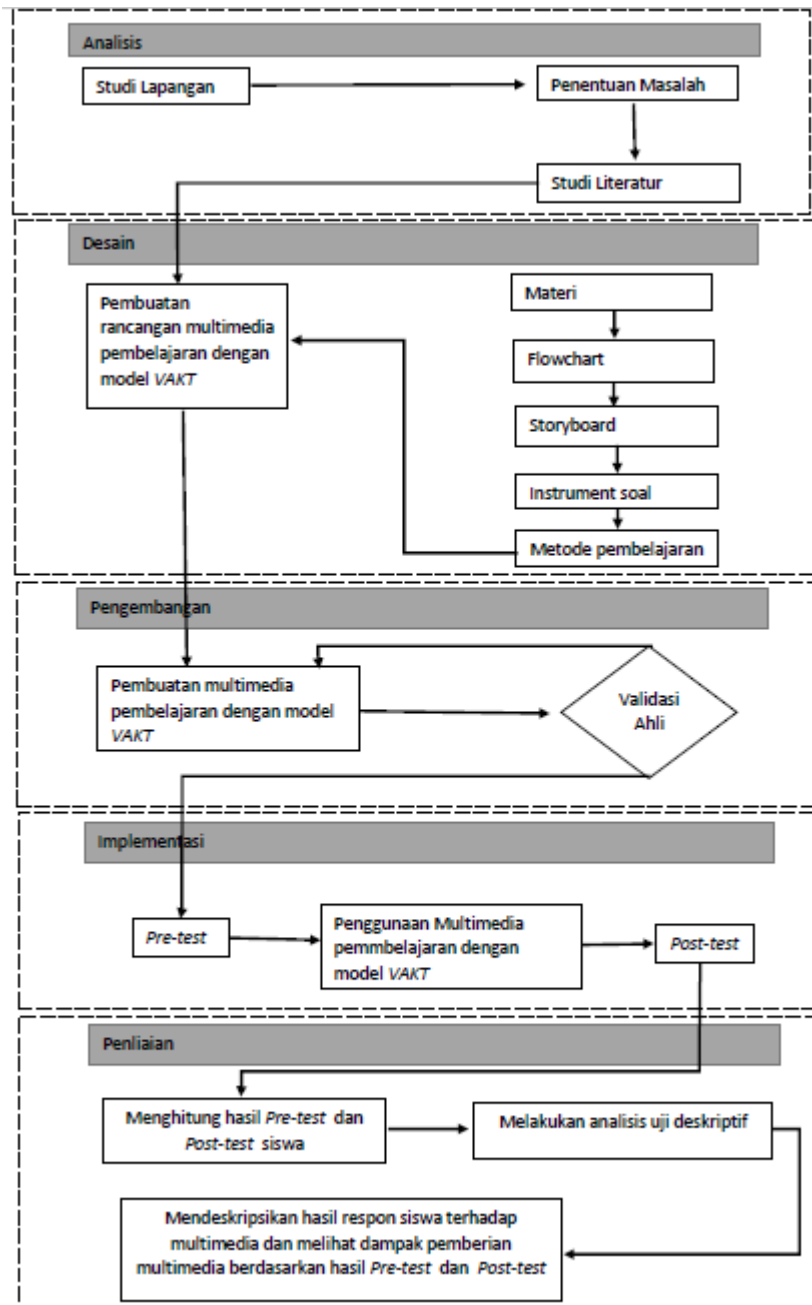 Analisis
Studi Lapangan
Penentuan Masalah
Studi Literatur
Desain
Pembuatan
rancangan multimedia
pembelajaran dengan
model VAKT
Materi
Flowchart
Storyboard
Instrument soal
Metode pembelajaran
Pengembangan
Pembuatan multimedia
pembelajaran dengan model
VAKT
Validasi
Ahli
Implementasi
Pre-test
Penggunaan Multimedia
pemmbelajaran dengan
model VAKT
Post-test
Penliaian
Menghitung hasil Pre-test dan
Post-test siswa
Melakukan analisis uji deskriptif
Mendeskripsikan hasil respon siswa terhadap
multimedia dan melihat dampak pemberian
multimedia berdasarkan hasil Pre-test dan Post-test